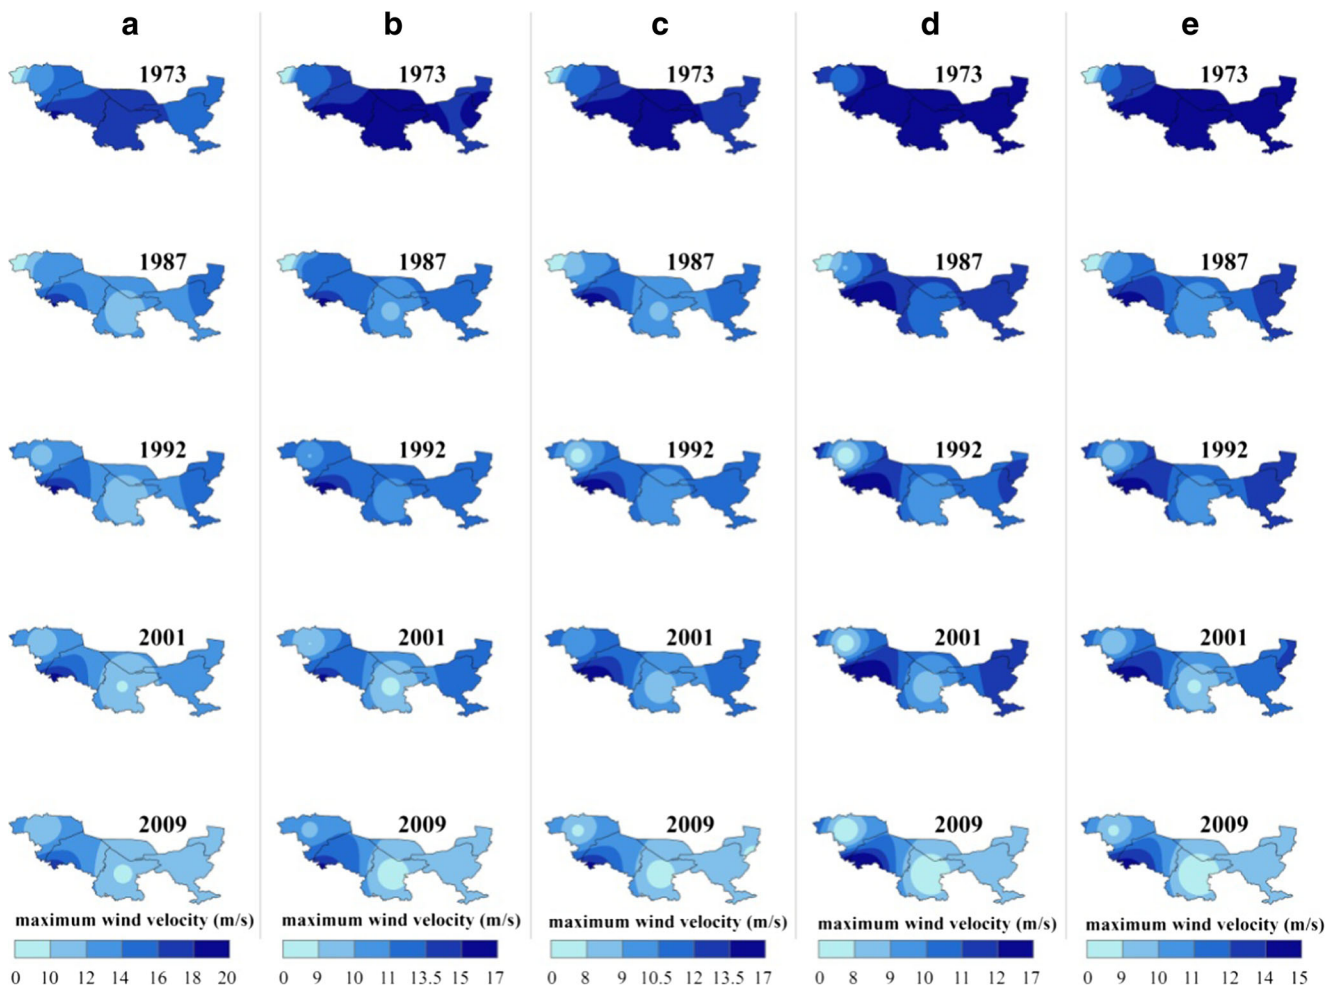 a b c d e
1973 1973 1973 1973 1973
1987 1987 1987 1987 1987
1992 1992 1992 1992 1992
2001 2001 2001 2001 2001
2009 2009 2009 2009 2009
maximum wind velocity (m/s) maximum wind velocity (m/s) maximum wind velocity (m/s) maximum wind velocity (m/s) maximum wind velocity (m/s)
0 10 12 14 16 18 20 0 9 10 11 13.5 15 17 0 8 9 10.5 12 13.5 17 0 8 9 10 11 12 17 0 9 10 11 12 14 15